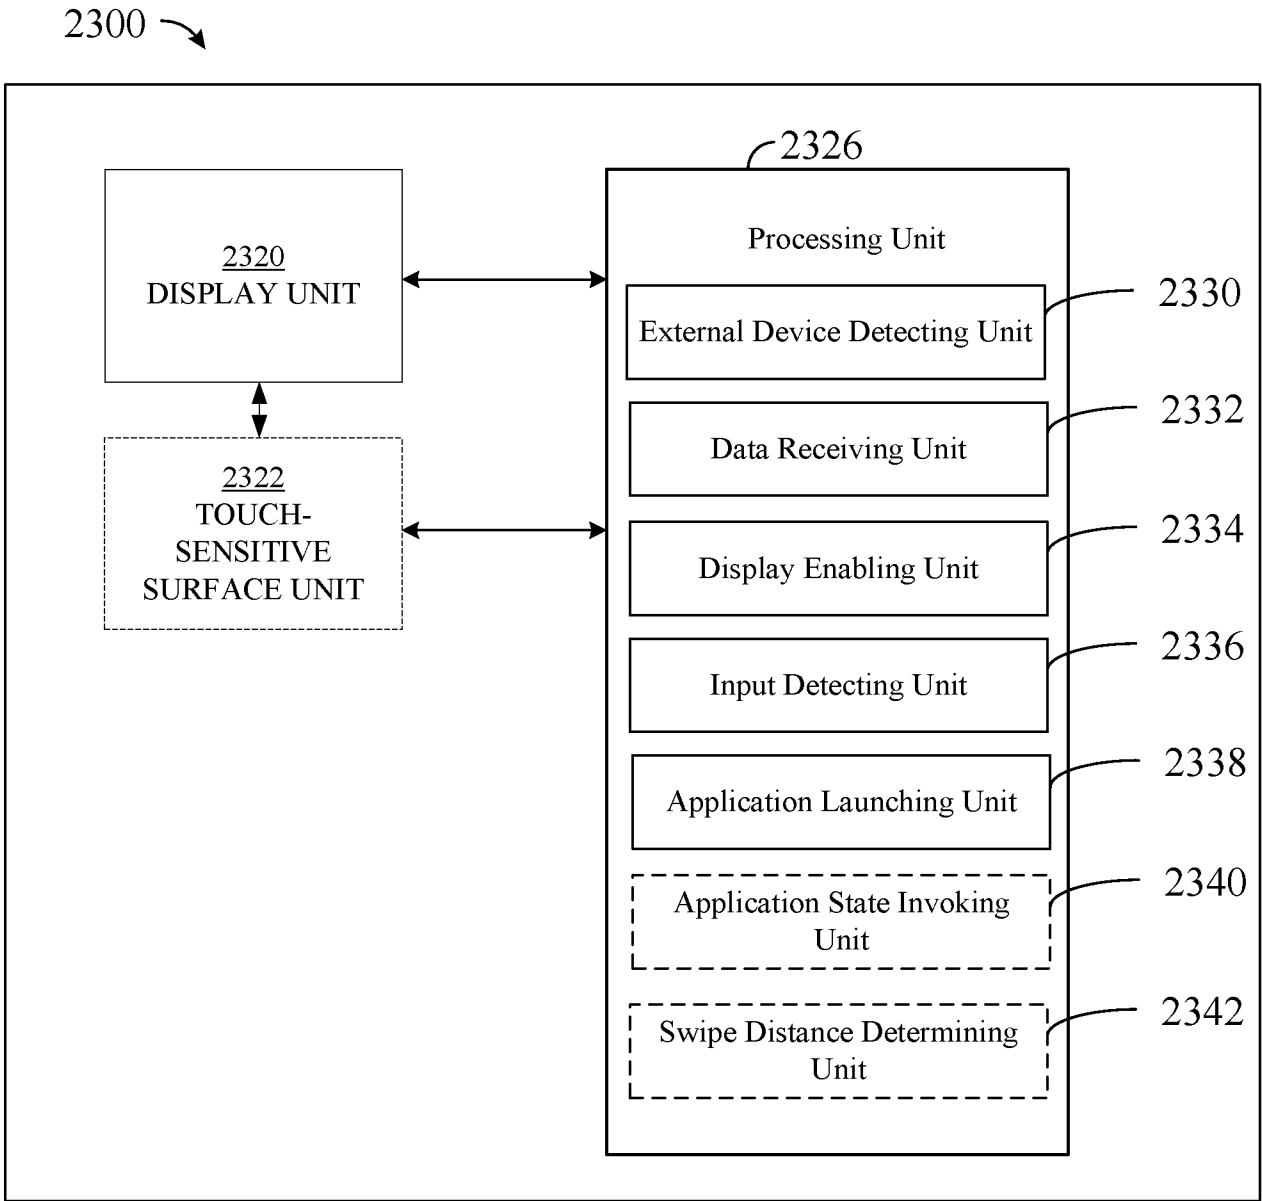 2300
2326
2320
DISPLAY UNIT
2322
TOUCH-
SENSITIVE
SURFACE UNIT
Processing Unit
External Device Detecting Unit
2330
Data Receiving Unit
2332
Display Enabling Unit
2334
Input Detecting Unit
2336
Application Launching Unit
2338
Application State Invoking
Unit
2340
Swipe Distance Determining
Unit
2342